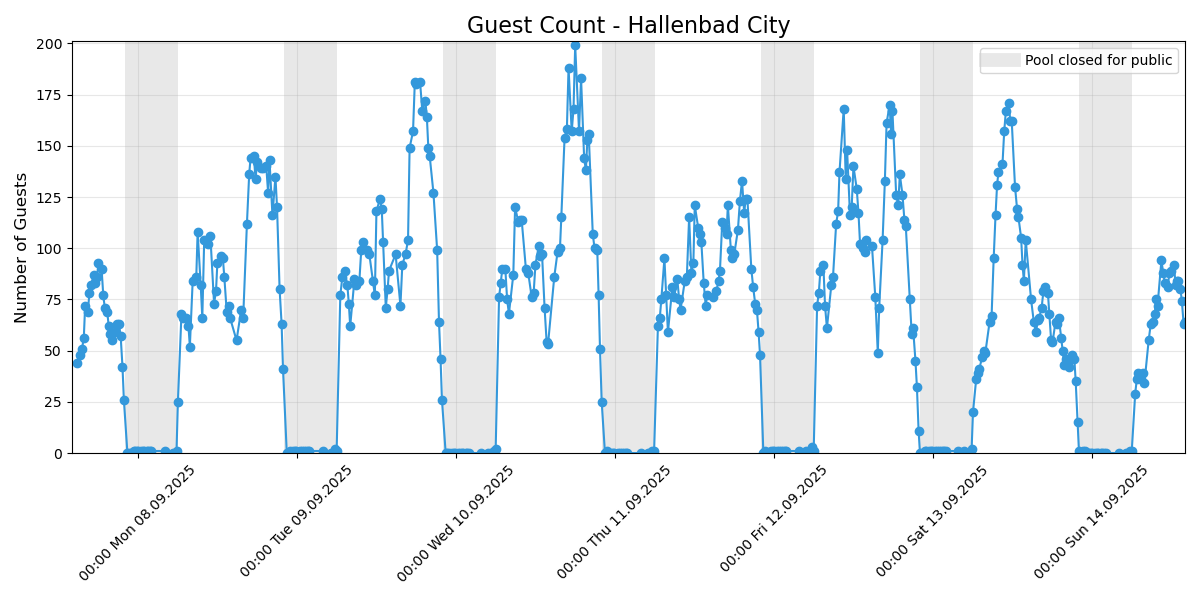 Guest Count - Hallenbad City
Number of Guests
200
175
150
125
100
75
50
25
0
Pool closed for public
00:00 Mon 08.09.2025
00:00 Tue 09.09.2025
00:00 Wed 10.09.2025
00:00 Thu 11.09.2025
00:00 Fri 12.09.2025
00:00 Sat 13.09.2025
00:00 Sun 14.09.2025